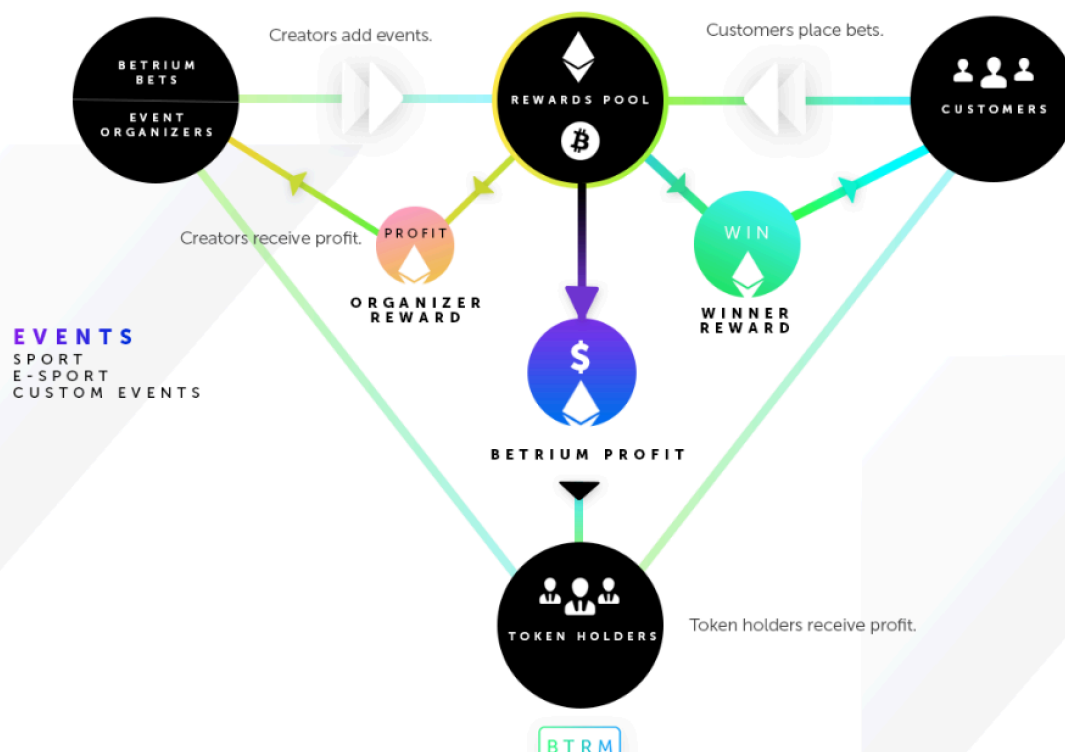 Creators add events.
Customers place bets.
BETRIUM
BETS
EVENT
ORGANIZERS
REWARDS POOL
CUSTOMERS
Creators receive profit.
PROFIT
WIN
ORGANIZER
REWARD
WINNER
REWARD
EVENTS
SPORT
E-SPORT
CUSTOM EVENTS
$
BETRIUM PROFIT
TOKEN HOLDERS
Token holders receive profit.
BTRM